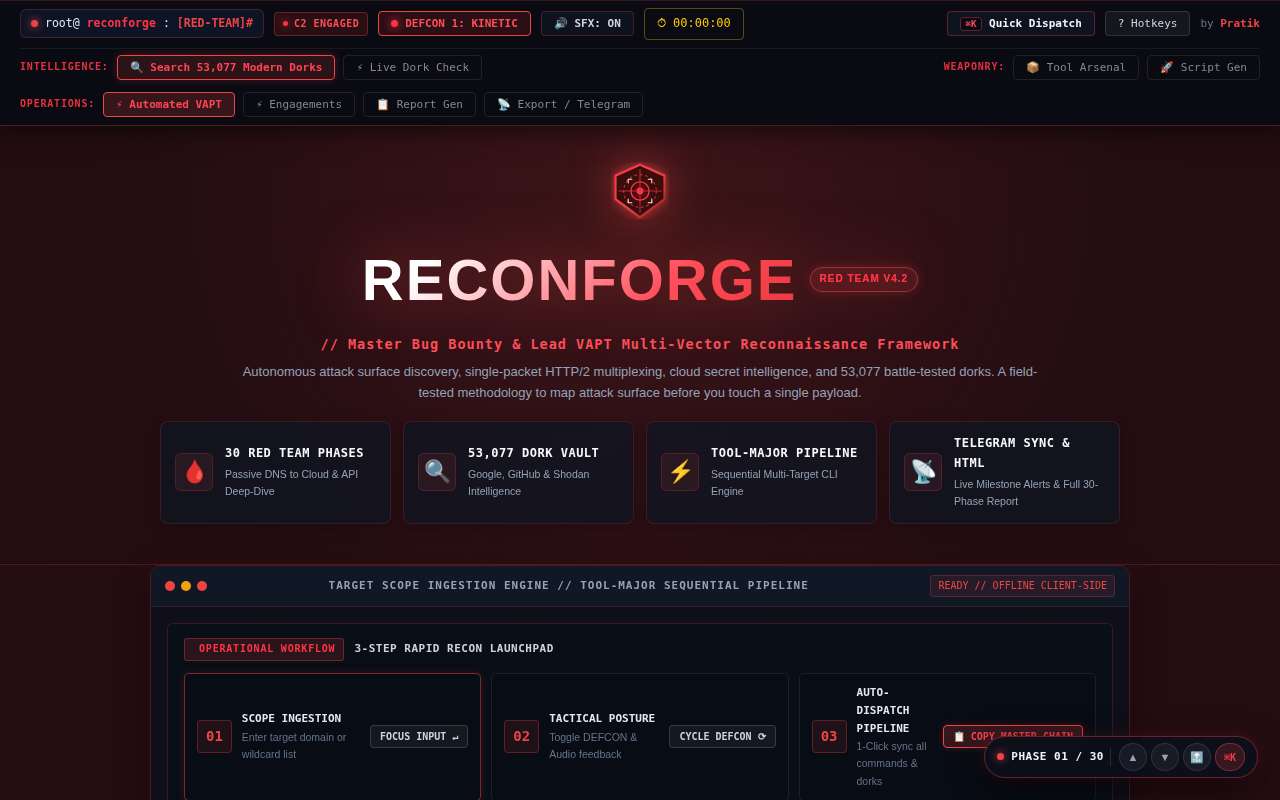 root@ reconforge : [RED-TEAM]#
C2 ENGAGED
DEFCON 1: KINETIC
SFX: ON
00:00:00
⌘K Quick Dispatch
? Hotkeys
by Pratik
INTELLIGENCE:
Search 53,077 Modern Dorks
Live Dork Check
WEAPONRY:
Tool Arsenal
Script Gen
OPERATIONS:
Automated VAPT
Engagements
Report Gen
Export / Telegram
RECONFORGE
RED TEAM V4.2
// Master Bug Bounty & Lead VAPT Multi-Vector Reconnaissance Framework
Autonomous attack surface discovery, single-packet HTTP/2 multiplexing, cloud secret intelligence, and 53,077 battle-tested dorks. A field-
tested methodology to map attack surface before you touch a single payload.
30 RED TEAM PHASES
Passive DNS to Cloud & API
Deep-Dive
53,077 DORK VAULT
Google, GitHub & Shodan
Intelligence
TOOL-MAJOR PIPELINE
Sequential Multi-Target CLI
Engine
TELEGRAM SYNC &
HTML
Live Milestone Alerts & Full 30-
Phase Report
TARGET SCOPE INGESTION ENGINE // TOOL-MAJOR SEQUENTIAL PIPELINE
READY // OFFLINE CLIENT-SIDE
OPERATIONAL WORKFLOW
3-STEP RAPID RECON LAUNCHPAD
01
SCOPE INGESTION
Enter target domain or
wildcard list
FOCUS INPUT ↵
02
TACTICAL POSTURE
Toggle DEFCON &
Audio feedback
CYCLE DEFCON ⟳
03
AUTO-
DISPATCH
PIPELINE
1-Click sync all
commands &
dorks
COPY MASTER CHAIN
PHASE 01 / 30
▲
▼
⌘K